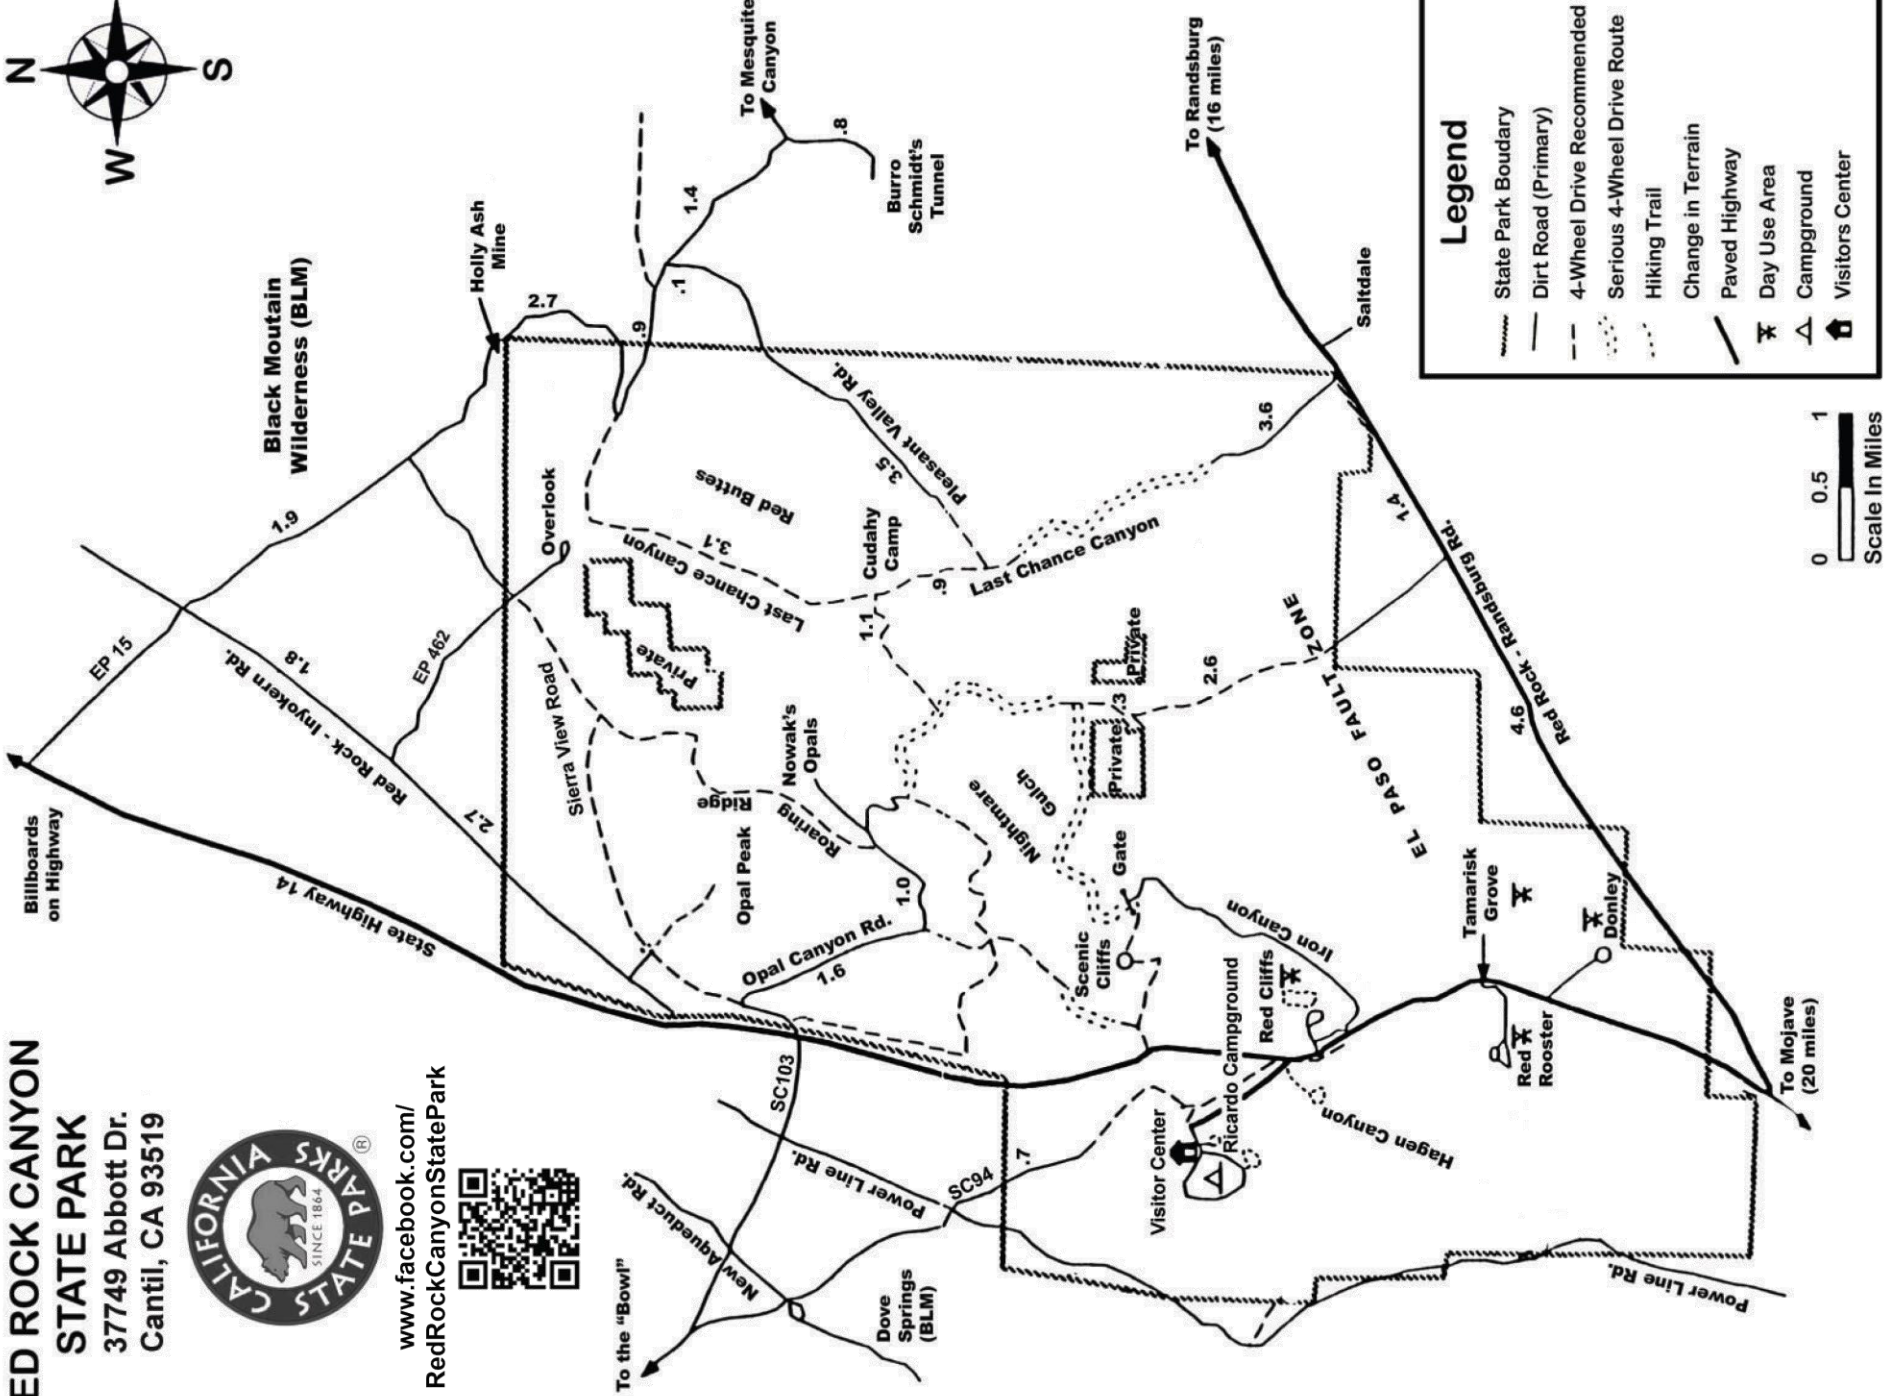 ED ROCK CANYON
STATE PARK
37749 Abbott Dr.
Cantil, CA 93519
CALIFORNIA
STATE PARKS
SINCE 1864
®
www.facebook.com/
RedRockCanyonStatePark
N
S
W
Billboards
on Highway
State Highway 14
EP 15
1.9
Black Moutain
Wilderness (BLM)
Holly Ash
Mine
2.7
Red Rock - Inyokern Rd.
1.8
2.7
EP 462
Overlook
Sierra View Road
.9
.1
1.4
To Mesquite
Canyon
.8
Burro
Schmidt's
Tunnel
Private
Last Chance Canyon
3.1
Red Buttes
Pleasant Valley Rd.
3.5
Cudahy
Camp
1.1
.9
Last Chance Canyon
3.6
Opal Peak
Roaring
Ridge
Nowak's
Opals
1.0
Opal Canyon Rd.
1.6
Nightmare
Gulch
Private
.3
Private
2.6
EL PASO FAULT ZONE
Gate
Scenic
Cliffs
Iron Canyon
Red Cliffs
Ricardo Campground
Visitor Center
Hagen Canyon
Tamarisk
Grove
Donley
Red
Rooster
SC103
SC94
.7
Power Line Rd.
New Aqueduct Rd.
To the "Bowl"
Dove
Springs
(BLM)
Power Line Rd.
To Mojave
(20 miles)
Red Rock - Randsburg Rd.
4.6
1.4
Saltdale
To Randsburg
(16 miles)
Legend
State Park Boudary
Dirt Road (Primary)
4-Wheel Drive Recommended
Serious 4-Wheel Drive Route
Hiking Trail
Change in Terrain
Paved Highway
Day Use Area
Campground
Visitors Center
0 0.5 1
Scale In Miles